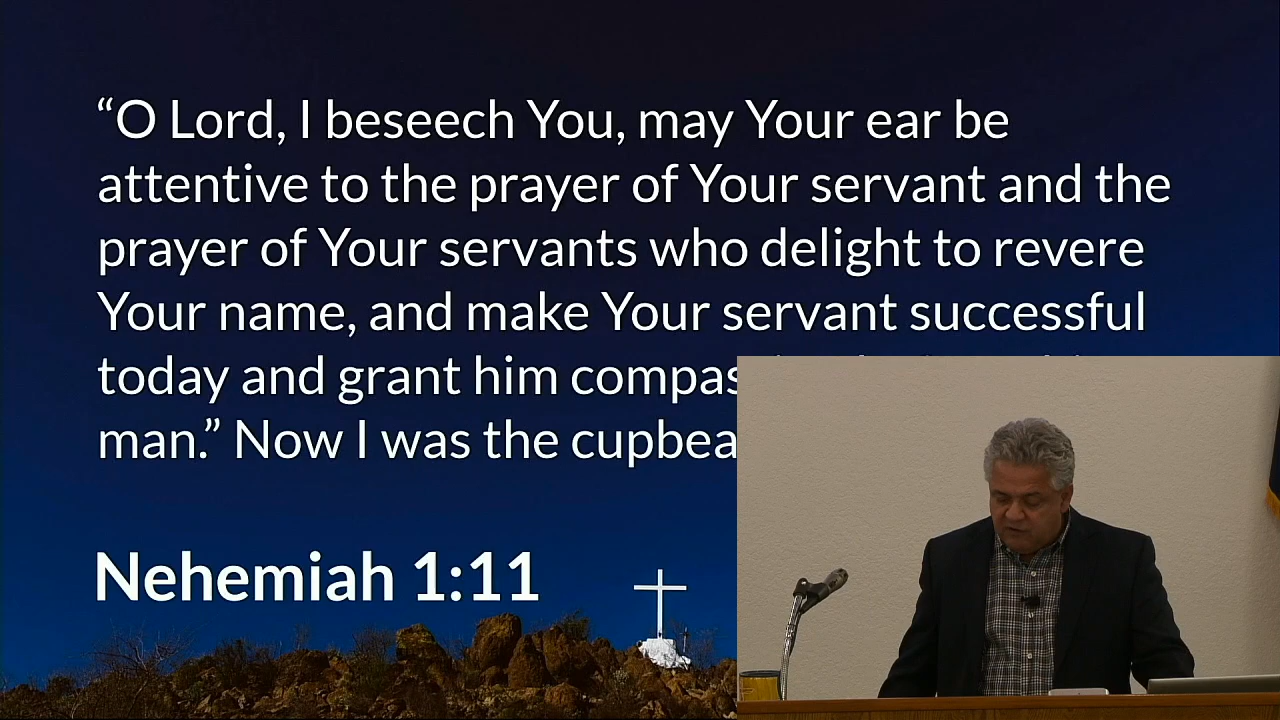 “O Lord, I beseech You, may Your ear be
attentive to the prayer of Your servant and the
prayer of Your servants who delight to revere
Your name, and make Your servant successful
today and grant him
man.” Now I was the
Nehemiah 1:11